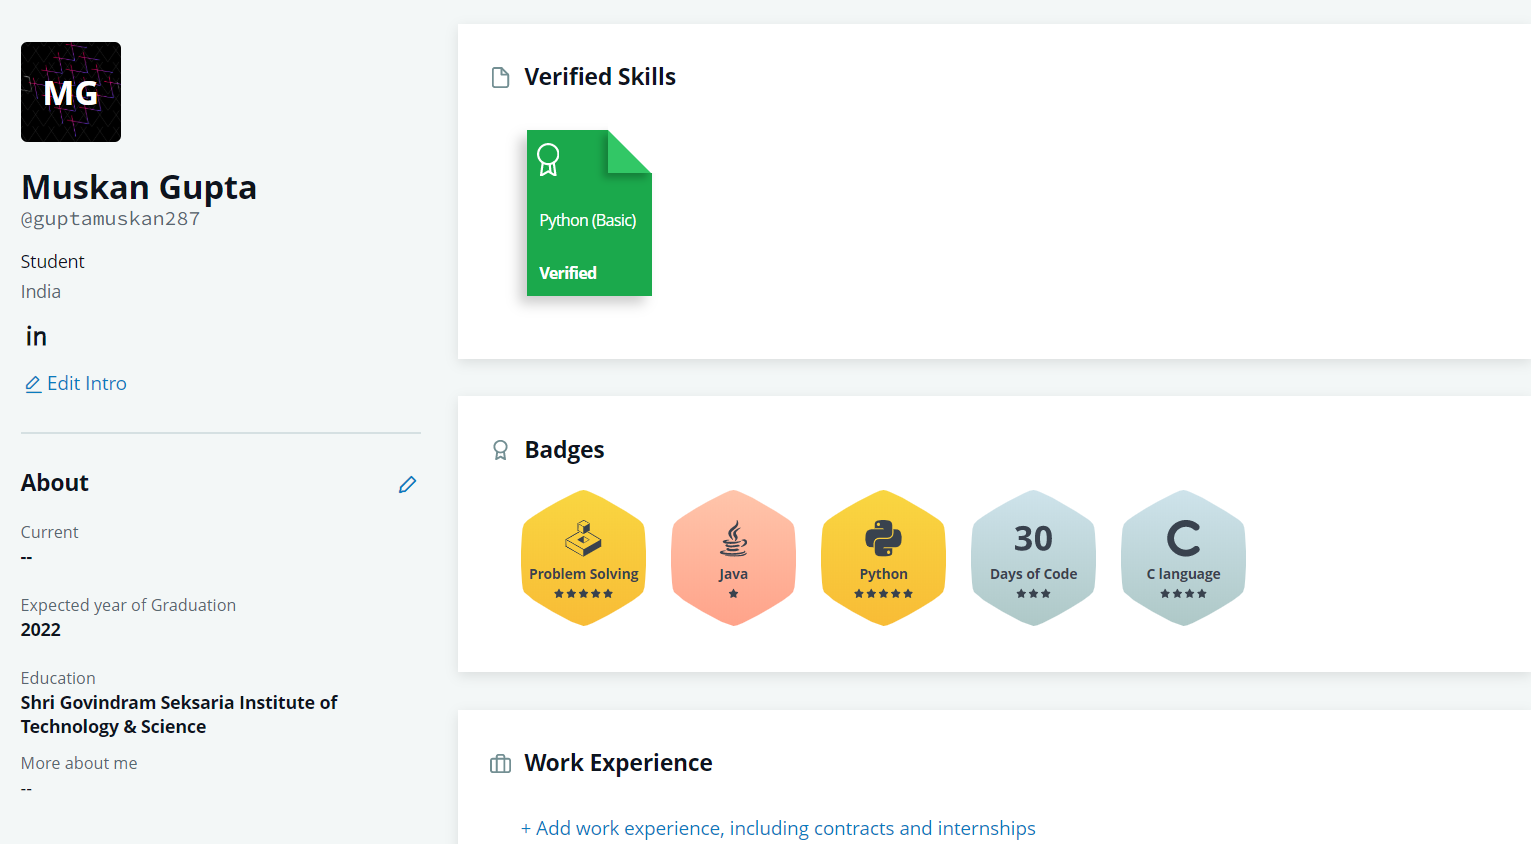 MG
Muskan Gupta
@guptamuskan287
Student
India
in
Edit Intro
About
Current
--
Expected year of Graduation
2022
Education
Shri Govindram Seksaria Institute of
Technology & Science
More about me
--
Verified Skills
Python (Basic)
Verified
Badges
Problem Solving
Java
Python
30
Days of Code
C
C language
Work Experience
+ Add work experience, including contracts and internships